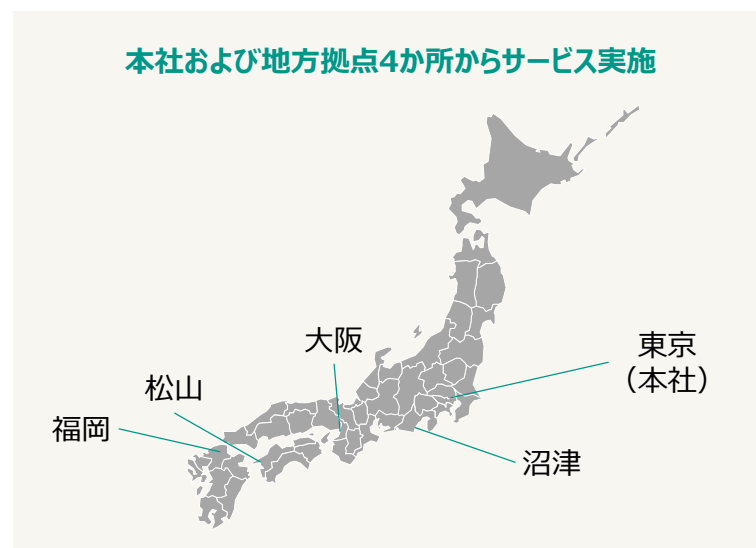 本社および地方拠点4か所からサービス実施
大阪
東京
（本社）
松山
福岡
沼津